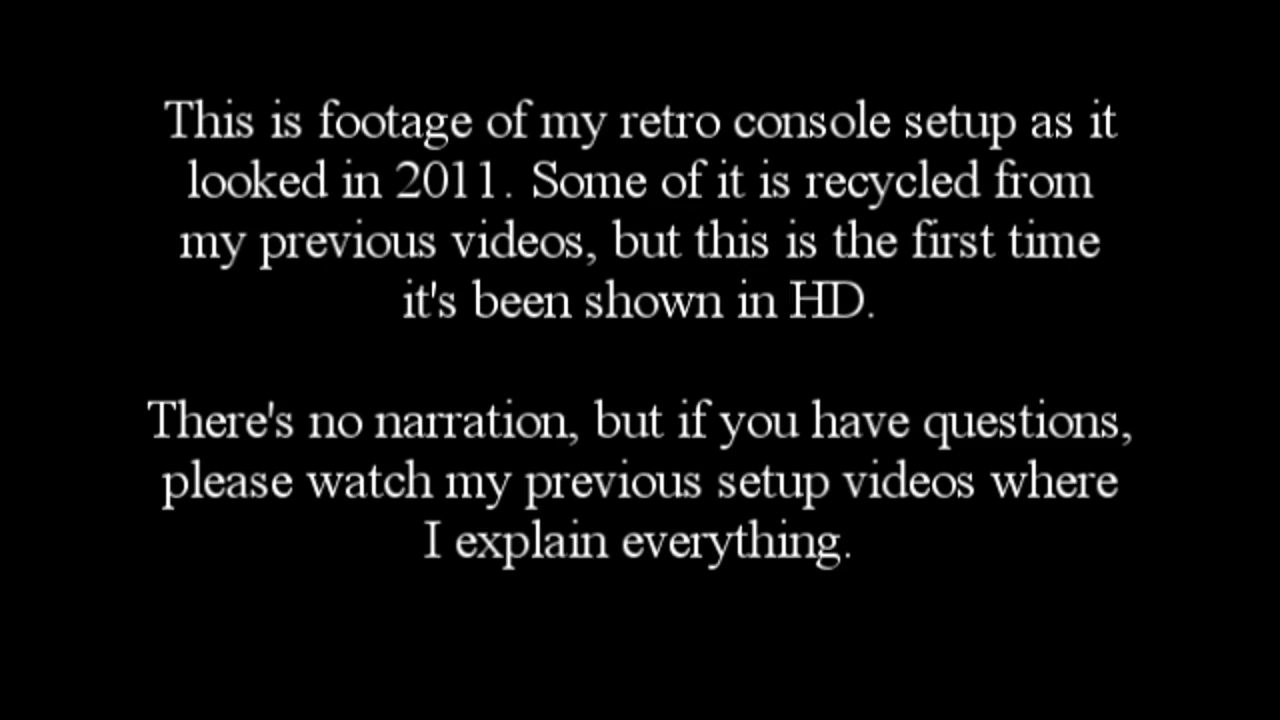 This is footage of my retro console setup as it
looked in 2011. Some of it is recycled from
my previous videos, but this is the first time
it's been shown in HD.
There's no narration, but if you have questions,
please watch my previous setup videos where
I explain everything.